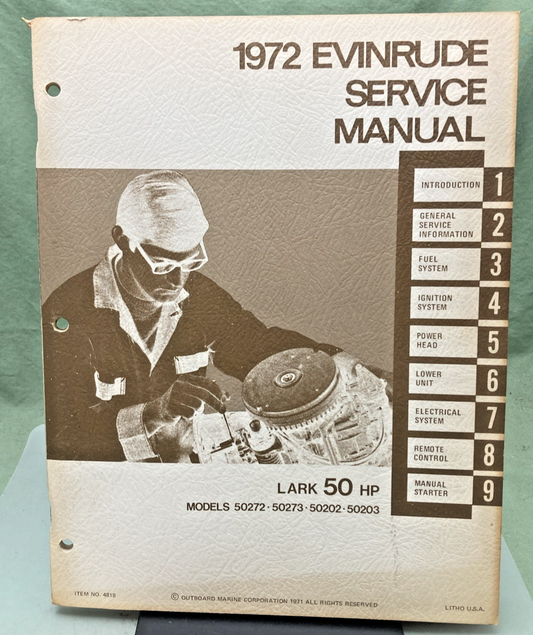 1972 EVINRUDE
SERVICE
MANUAL
INTRODUCTION 1
GENERAL
SERVICE
INFORMATION
2
FUEL
SYSTEM
3
IGNITION
SYSTEM
4
POWER
HEAD
5
LOWER
UNIT
6
ELECTRICAL
SYSTEM
7
REMOTE
CONTROL
8
MANUAL
STARTER
9
LARK 50 HP
MODELS 50272 · 50273 · 50202 · 50203
ITEM NO. 4819
© OUTBOARD MARINE CORPORATION 1971 ALL RIGHTS RESERVED
LITHO U.S.A.